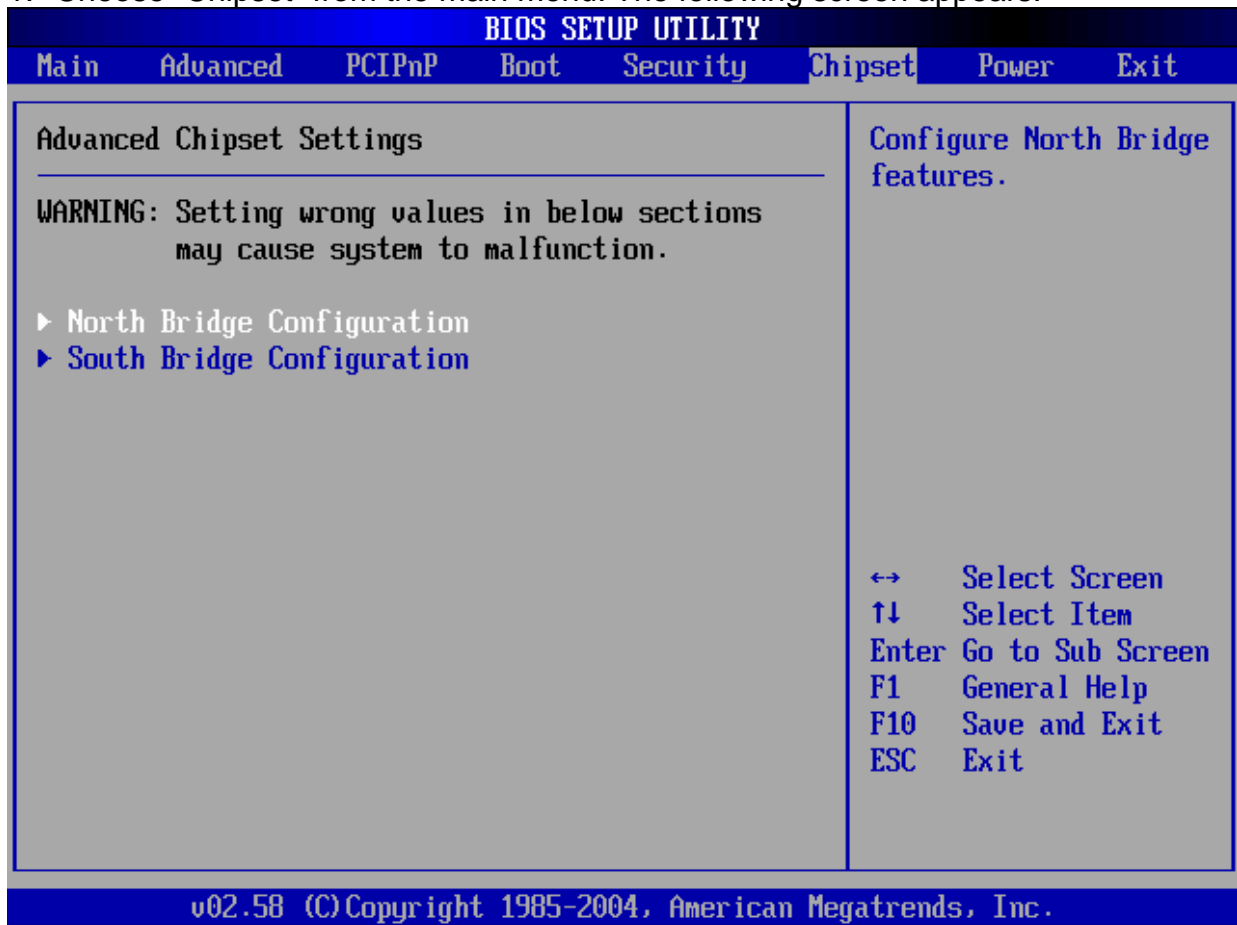 BIOS SETUP UTILITY
Main Advanced PCIPnP Boot Security Chipset Power Exit
Advanced Chipset Settings
WARNING: Setting wrong values in below sections
may cause system to malfunction.
▶ North Bridge Configuration
▶ South Bridge Configuration
Configure North Bridge
features.
←→ Select Screen
↑↓ Select Item
Enter Go to Sub Screen
F1 General Help
F10 Save and Exit
ESC Exit
v02.58 (C)Copyright 1985-2004, American Megatrends, Inc.